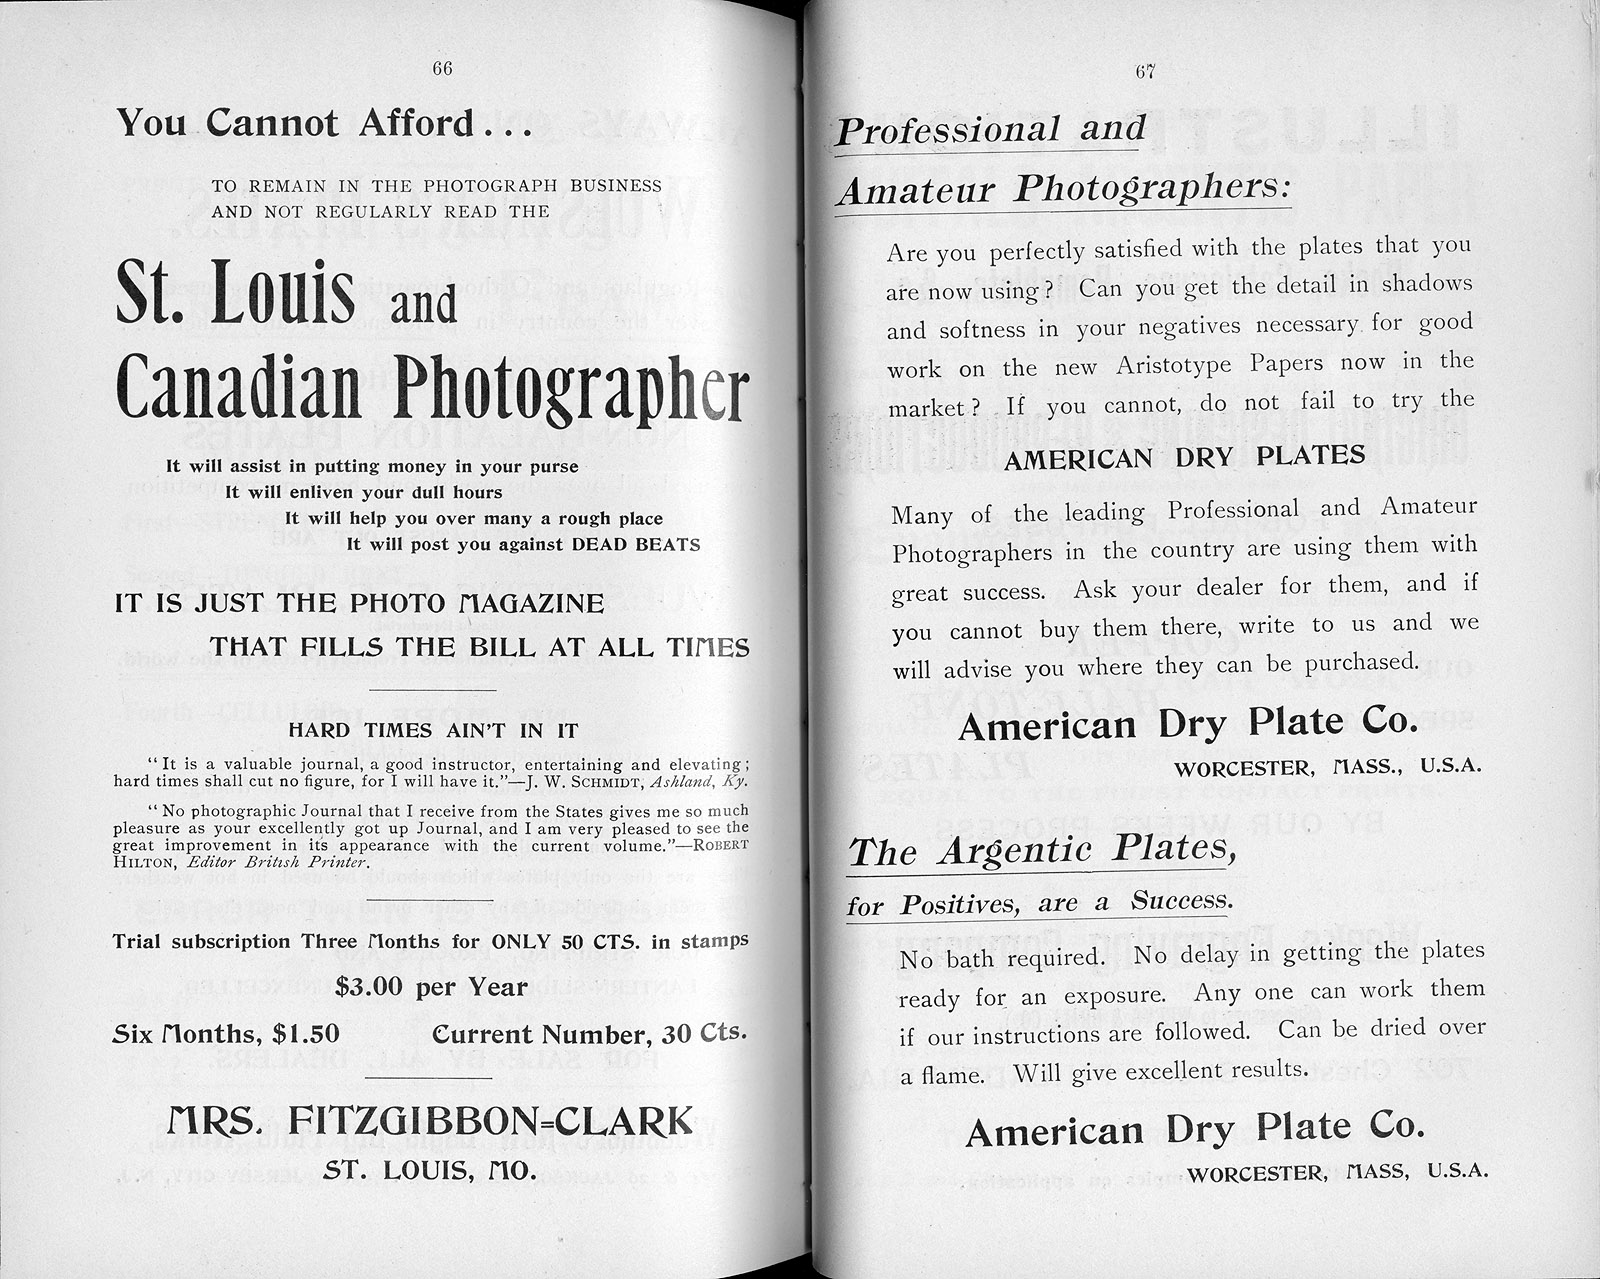 66
You Cannot Afford...
TO REMAIN IN THE PHOTOGRAPH BUSINESS
AND NOT REGULARLY READ THE
St. Louis and
Canadian Photographer
It will assist in putting money in your purse
It will enliven your dull hours
It will help you over many a rough place
It will post you against DEAD BEATS
IT IS JUST THE PHOTO MAGAZINE
THAT FILLS THE BILL AT ALL TIMES
HARD TIMES AIN'T IN IT
"It is a valuable journal, a good instructor, entertaining and elevating;
hard times shall cut no figure, for I will have it."—J. W. SCHMIDT, Ashland, Ky.
"No photographic Journal that I receive from the States gives me so much
pleasure as your excellently got up Journal, and I am very pleased to see the
great improvement in its appearance with the current volume."—ROBERT
HILTON, Editor British Printer.
Trial subscription Three Months for ONLY 50 CTS. in stamps
$3.00 per Year
Six Months, $1.50 Current Number, 30 Cts.
MRS. FITZGIBBON=CLARK
ST. LOUIS, MO.
67
Professional and
Amateur Photographers:
Are you perfectly satisfied with the plates that you
are now using? Can you get the detail in shadows
and softness in your negatives necessary for good
work on the new Aristotype Papers now in the
market? If you cannot, do not fail to try the
AMERICAN DRY PLATES
Many of the leading Professional and Amateur
Photographers in the country are using them with
great success. Ask your dealer for them, and if
you cannot buy them there, write to us and we
will advise you where they can be purchased.
American Dry Plate Co.
WORCESTER, MASS., U.S.A.
The Argentic Plates,
for Positives, are a Success.
No bath required. No delay in getting the plates
ready for an exposure. Any one can work them
if our instructions are followed. Can be dried over
a flame. Will give excellent results.
American Dry Plate Co.
WORCESTER, MASS, U.S.A.